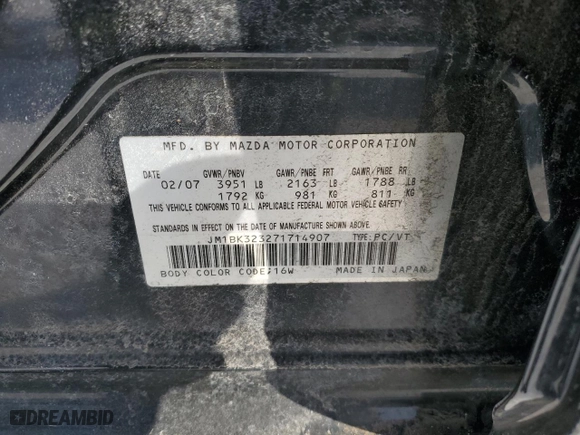 MFD. BY MAZDA MOTOR CORPORATION
DATE GVWR/PNBV GAWR/PNBE FRT GAWR/PNBE RR
02/07 3951 LB 2163 LB 1788 LB
1792 KG 981 KG 811 KG
THIS VEHICLE CONFORMS TO ALL APPLICABLE FEDERAL MOTOR VEHICLE SAFETY
STANDARDS IN EFFECT ON THE DATE OF MANUFACTURE SHOWN ABOVE.
JM1BK323271714907 TYPE:PC/VT
BODY COLOR CODE:16W MADE IN JAPAN
DREAMBID